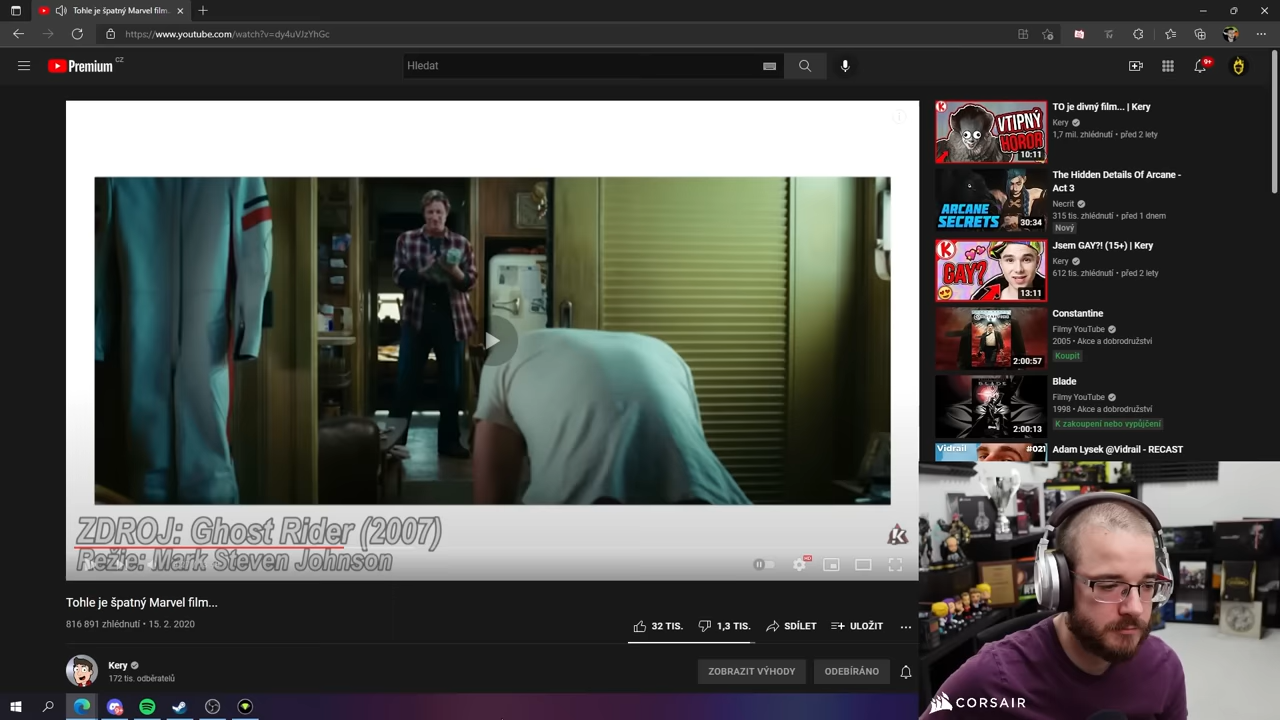 Tohle je špatný Marvel film...
https://www.youtube.com/watch?v=dy4uVJzYhGc
Premium CZ
Hledat
9+
ZDROJ: Ghost Rider (2007)
Režie: Mark Steven Johnson
HD
Tohle je špatný Marvel film...
816 891 zhlédnutí • 15. 2. 2020
32 TIS.
1,3 TIS.
SDÍLET
ULOŽIT
Kery
172 tis. odběratelů
ZOBRAZIT VÝHODY
ODEBÍRÁNO
VTIPNÝ
HOROR
10:11
TO je divný film... | Kery
Kery
1,7 mil. zhlédnutí • před 2 lety
ARCANE
SECRETS
30:34
The Hidden Details Of Arcane -
Act 3
Necrit
315 tis. zhlédnutí • před 1 dnem
Nový
GAY?
13:11
Jsem GAY?! (15+) | Kery
Kery
612 tis. zhlédnutí • před 2 lety
2:00:57
Constantine
Filmy YouTube
2005 • Akce a dobrodružství
Koupit
BLADE
2:00:13
Blade
Filmy YouTube
1998 • Akce a dobrodružství
K zakoupení nebo vypůjčení
Vidrail
#021
Adam Lysek @Vidrail - RECAST
CORSAIR